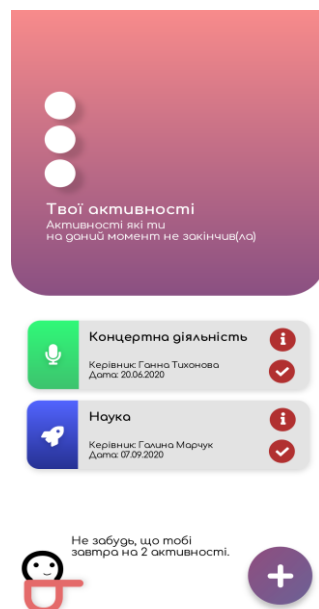 Твої активності
Активності які ти
на даний момент не закінчив(ла)
Концертна діяльність
Керівник: Ганна Тихонова
Дата: 20.06.2020
Наука
Керівник: Галина Марчук
Дата: 07.09.2020
Не забудь, що тобі
завтра на 2 активності.